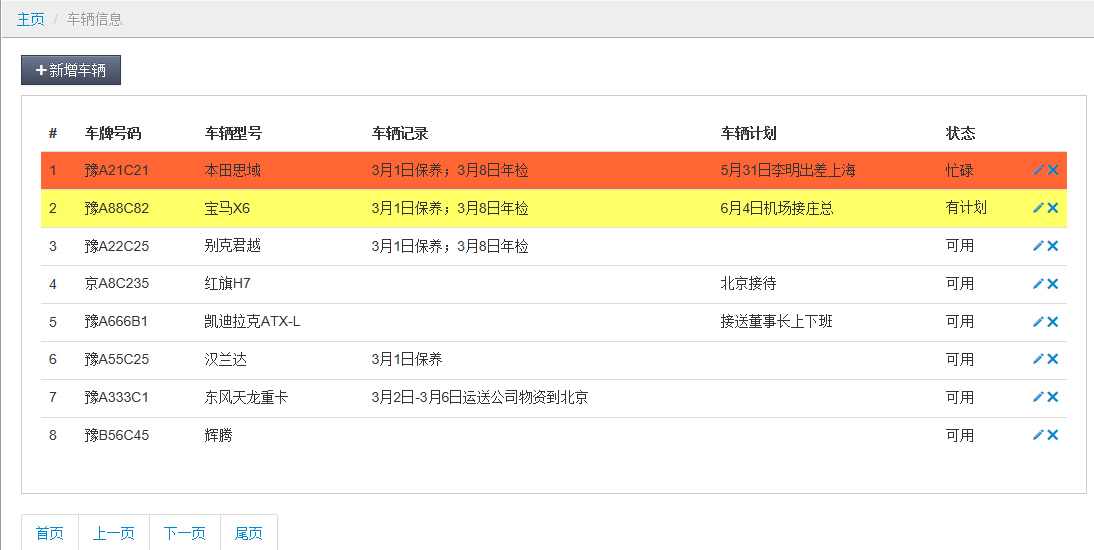 主页 / 车辆信息
+新增车辆
# 车牌号码 车辆型号 车辆记录 车辆计划 状态
1 豫A21C21 本田思域 3月1日保养；3月8日年检 5月31日李明出差上海 忙碌
2 豫A88C82 宝马X6 3月1日保养；3月8日年检 6月4日机场接庄总 有计划
3 豫A22C25 别克君越 3月1日保养；3月8日年检 可用
4 京A8C235 红旗H7 北京接待 可用
5 豫A666B1 凯迪拉克ATX-L 接送董事长上下班 可用
6 豫A55C25 汉兰达 3月1日保养 可用
7 豫A333C1 东风天龙重卡 3月2日-3月6日运送公司物资到北京 可用
8 豫B56C45 辉腾 可用
首页 上一页 下一页 尾页